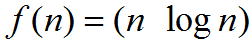 f(n) = (n log n)